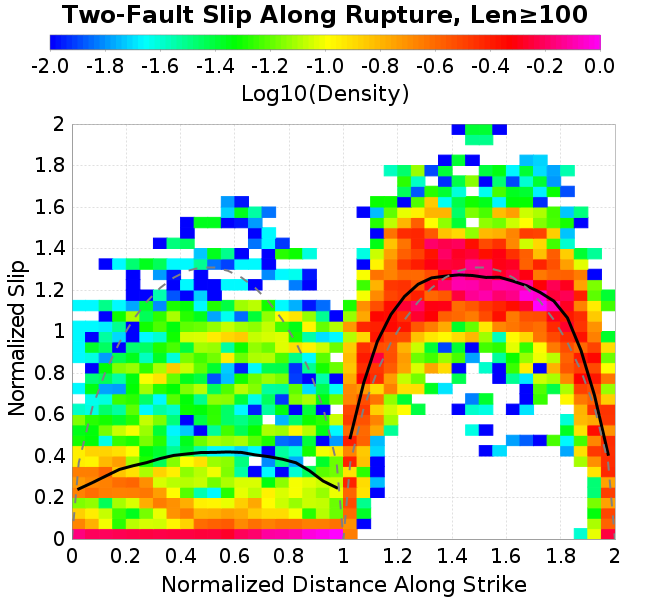 Two-Fault Slip Along Rupture, Len≥100
-2.0 -1.8 -1.6 -1.4 -1.2 -1.0 -0.8 -0.6 -0.4 -0.2 0.0
Log10(Density)
2
1.8
1.6
1.4
1.2
1
0.8
0.6
0.4
0.2
0
Normalized Slip
0 0.2 0.4 0.6 0.8 1 1.2 1.4 1.6 1.8 2
Normalized Distance Along Strike